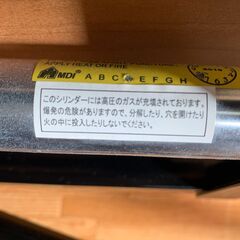 APPLY HEAT OR FIRE
MDI ABC EFGH
このシリンダーには高圧のガスが充填されております。
爆発の危険がありますので、分解したり、穴を開けたり
火の中に投入したりしないでください。